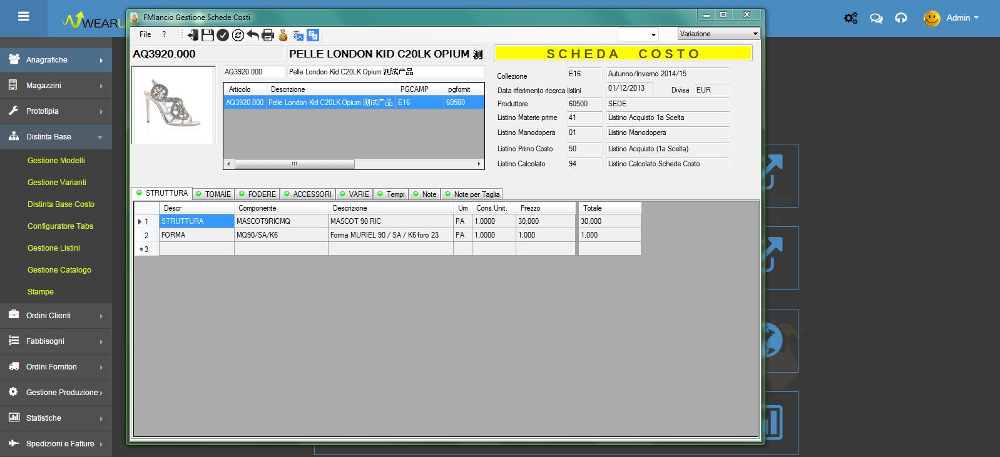 WEARU
Admin
Anagrafiche
Magazzini
Prototipia
Distinta Base
Gestione Modelli
Gestione Varianti
Distinta Base Costo
Configuratore Tabs
Gestione Listini
Gestione Catalogo
Stampe
Ordini Clienti
Fabbisogni
Ordini Fornitori
Gestione Produzione
Statistiche
Spedizioni e Fatture
FMlancio Gestione Schede Costi
File ?
Variazione
AQ3920.000 PELLE LONDON KID C20LK OPIUM 测
SCHEDA COSTO
AQ3920.000 Pelle London Kid C20LK Opium 测试产品
Articolo Descrizione PGCAMP pgfornit
AQ3920.000 Pelle London Kid C20LK Opium 测试产品 E16 60500
Collezione E16 Autunno/Inverno 2014/15
Data riferimento ricerca listini 01/12/2013 Divisa EUR
Produttore 60500 SEDE
Listino Materie prime 41 Listino Acquisto 1a Scelta
Listino Manodopera 01 Listino Manodopera
Listino Primo Costo 50 Listino Acquisto (1a Scelta)
Listino Calcolato 94 Listino Calcolato Schede Costo
STRUTTURA TOMAIE FODERE ACCESSORI VARIE Tempi Note Note per Taglia
Descr Componente Descrizione Um Cons.Unit. Prezzo Totale
1 STRUTTURA MASCOT9RICMQ MASCOT 90 RIC PA 1,0000 30,000 30,000
2 FORMA MQ90/SA/K6 Forma MURIEL 90 / SA / K6 foro 23 PA 1,0000 1,000 1,000
*3